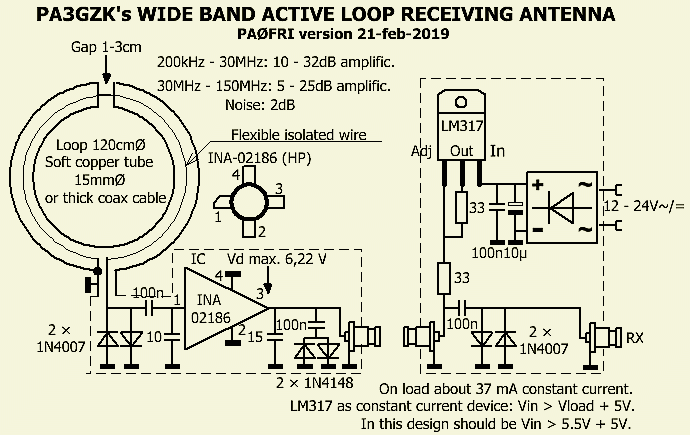 PA3GZK's WIDE BAND ACTIVE LOOP RECEIVING ANTENNA
PAØFRI version 21-feb-2019
Gap 1-3cm
200kHz - 30MHz: 10 - 32dB amplific.
30MHz - 150MHz: 5 - 25dB amplific.
Noise: 2dB
Flexible isolated wire
Loop 120cmØ
Soft copper tube
15mmØ
or thick coax cable
INA-02186 (HP)
4
3
1
2
LM317
Adj Out In
33
100n
10µ
+
-
~
~
12 - 24V~/=
IC
Vd max. 6,22 V
100n
1
4
INA
02186
3
2
10
15
100n
2 ×
1N4007
2 × 1N4148
33
100n
2 ×
1N4007
RX
On load about 37 mA constant current.
LM317 as constant current device: Vin > Vload + 5V.
In this design should be Vin > 5.5V + 5V.